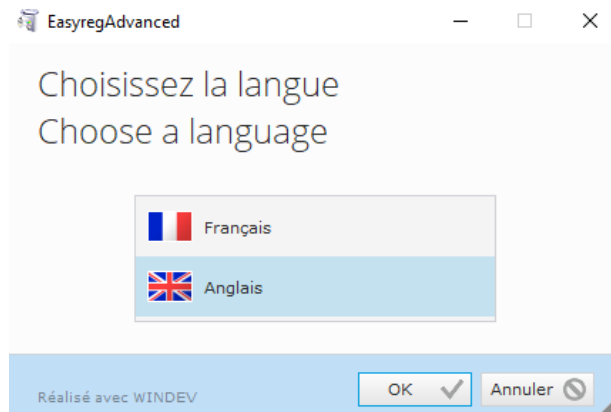 EasyregAdvanced
Choisissez la langue
Choose a language
Français
Anglais
Réalisé avec WINDEV
OK
Annuler